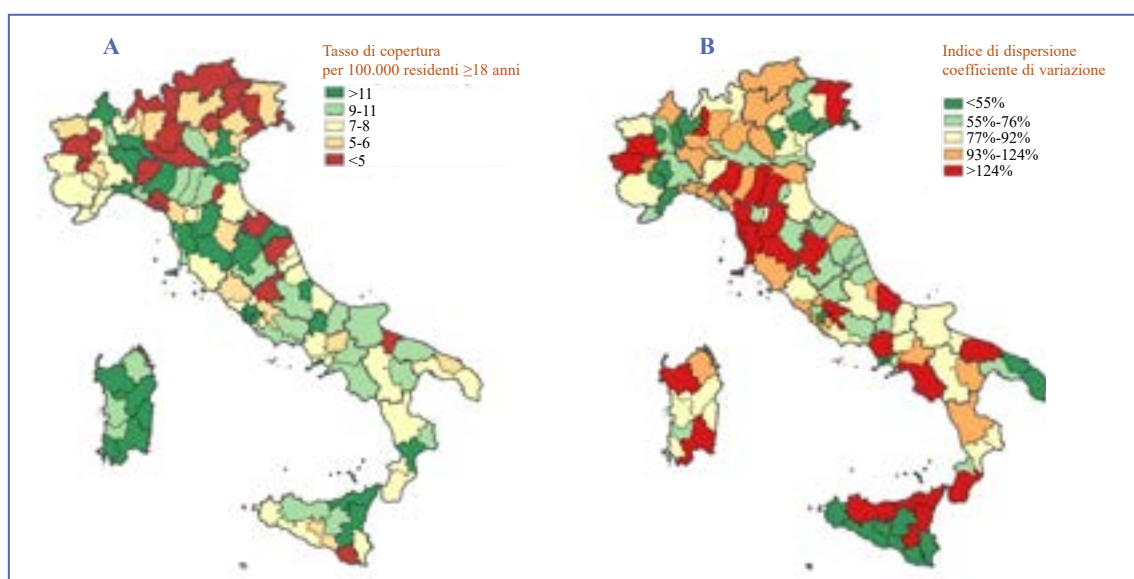 A
Tasso di copertura
per 100.000 residenti ≥18 anni
>11
9-11
7-8
5-6
<5
B
Indice di dispersione
coefficiente di variazione
<55%
55%-76%
77%-92%
93%-124%
>124%